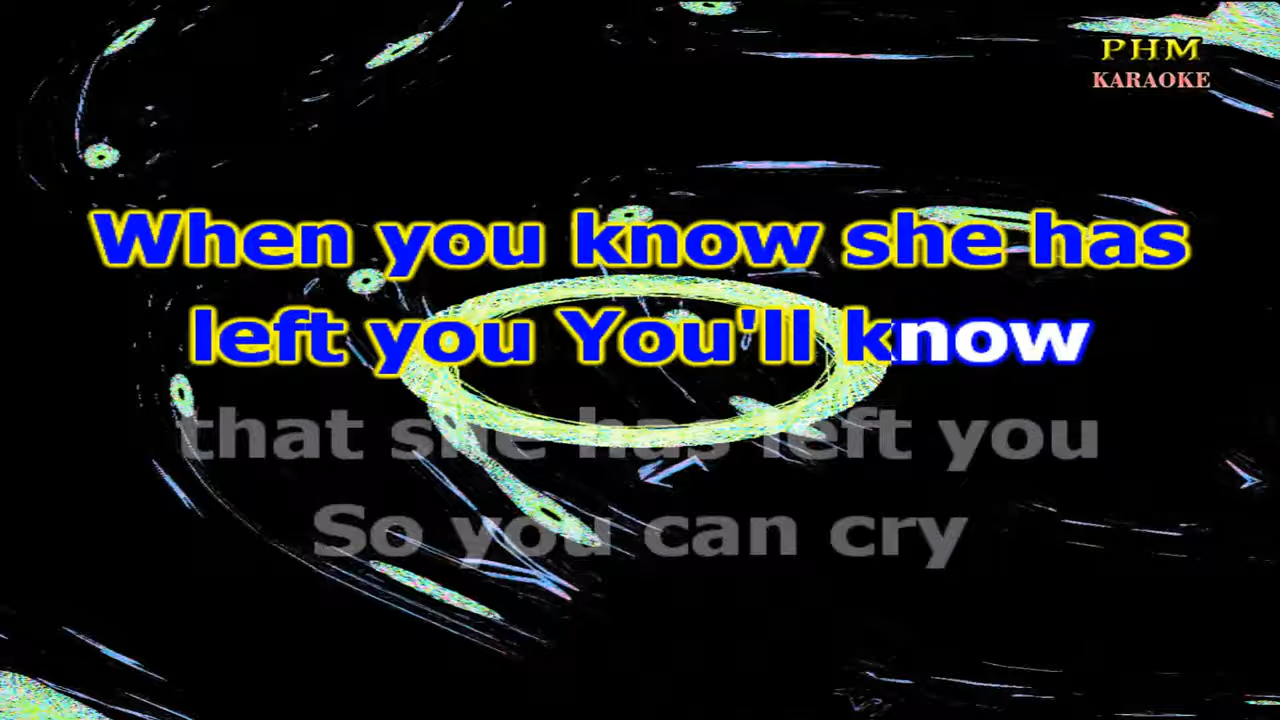 PHM
KARAOKE
When you know she has
left you You'll know
that she has left you
So you can cry